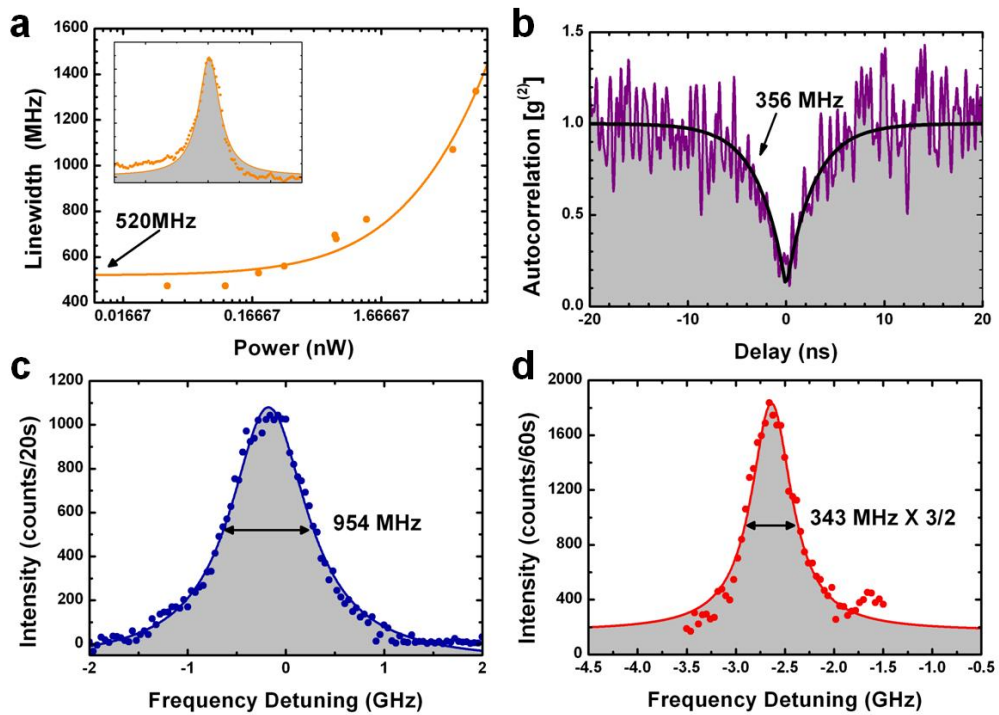 a
1600
1400
1200
1000
800
600
400
Linewidth (MHz)
520MHz
0.01667
0.16667
1.66667
Power (nW)
b
1.5
1.0
0.5
0.0
Autocorrelation [g(2)]
356 MHz
-20
-10
0
10
20
Delay (ns)
c
1200
1000
800
600
400
200
0
Intensity (counts/20s)
954 MHz
-2
-1
0
1
2
Frequency Detuning (GHz)
d
2000
1600
1200
800
400
0
Intensity (counts/60s)
343 MHz X 3/2
-4.5
-4.0
-3.5
-3.0
-2.5
-2.0
-1.5
-1.0
-0.5
Frequency Detuning (GHz)